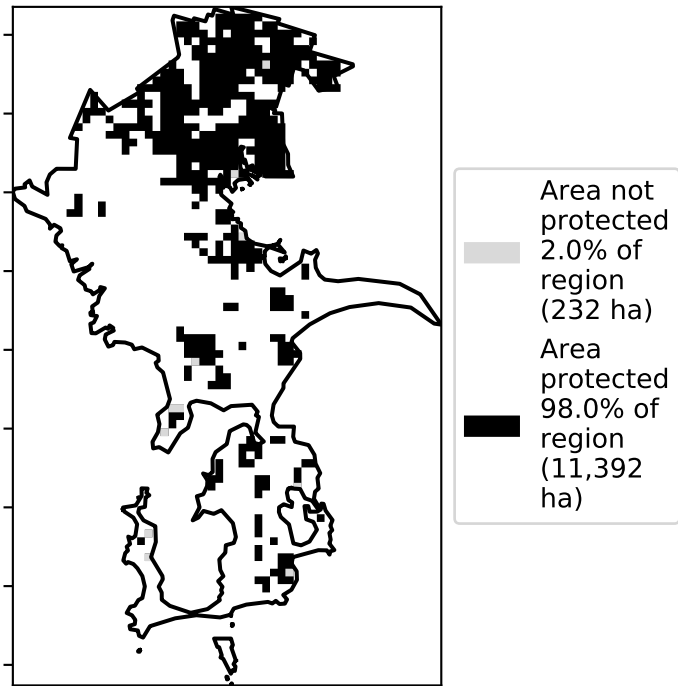 Area not
protected
2.0% of
region
(232 ha)
Area
protected
98.0% of
region
(11,392
ha)